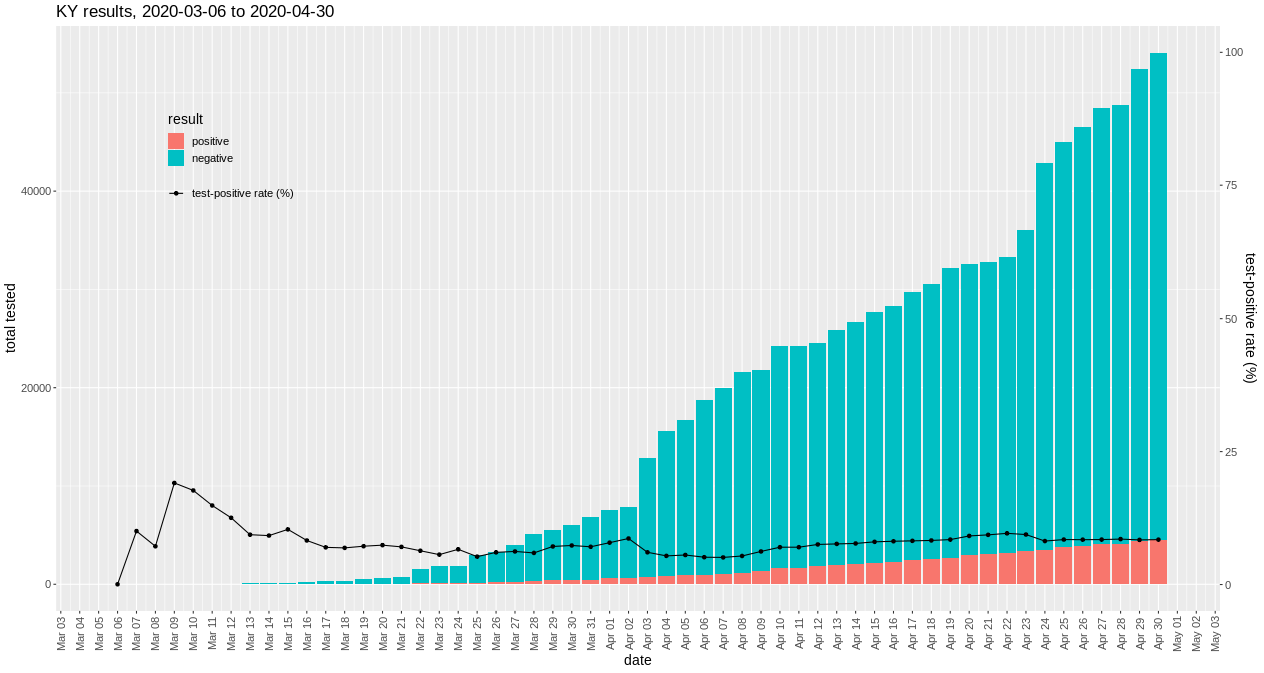 KY results, 2020-03-06 to 2020-04-30
result
positive
negative
test-positive rate (%)
total tested
40000
20000
0
100
75
50
25
0
test-positive rate (%)
Mar 03
Mar 04
Mar 05
Mar 06
Mar 07
Mar 08
Mar 09
Mar 10
Mar 11
Mar 12
Mar 13
Mar 14
Mar 15
Mar 16
Mar 17
Mar 18
Mar 19
Mar 20
Mar 21
Mar 22
Mar 23
Mar 24
Mar 25
Mar 26
Mar 27
Mar 28
Mar 29
Mar 30
Mar 31
Apr 01
Apr 02
Apr 03
Apr 04
Apr 05
Apr 06
Apr 07
Apr 08
Apr 09
Apr 10
Apr 11
Apr 12
Apr 13
Apr 14
Apr 15
Apr 16
Apr 17
Apr 18
Apr 19
Apr 20
Apr 21
Apr 22
Apr 23
Apr 24
Apr 25
Apr 26
Apr 27
Apr 28
Apr 29
Apr 30
May 01
May 02
May 03
date